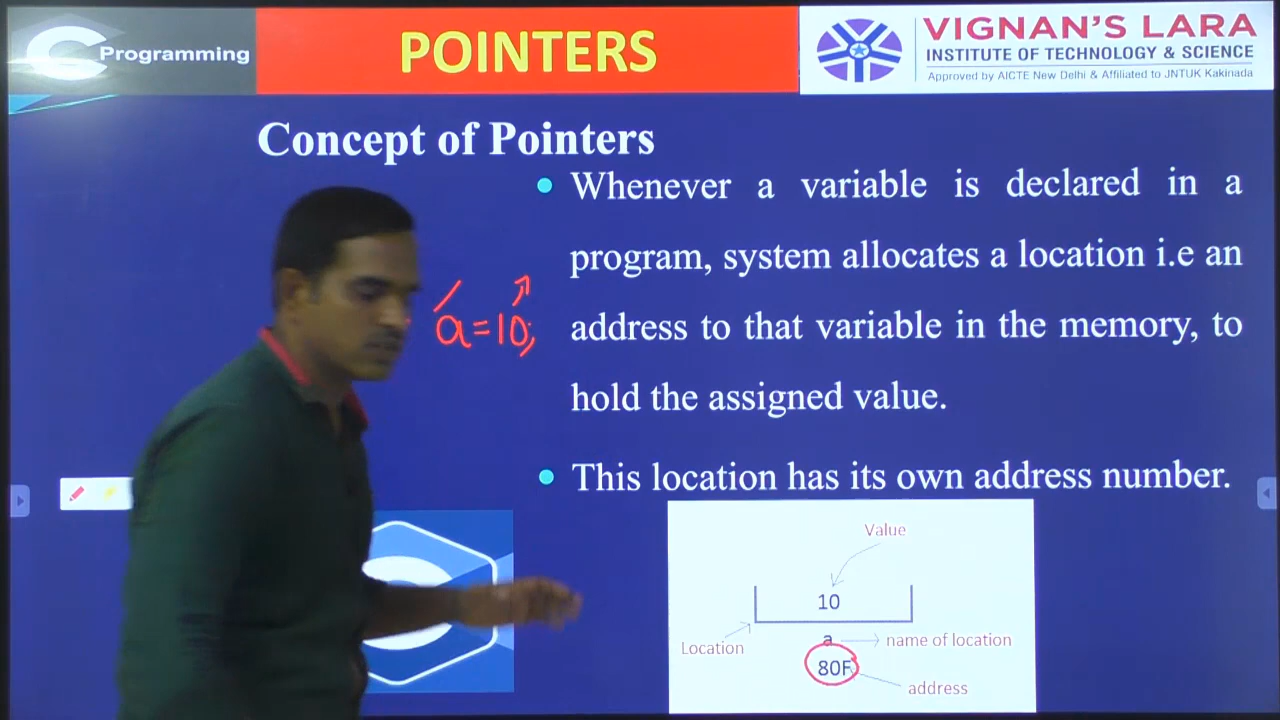 C Programming
POINTERS
VIGNAN'S LARA
INSTITUTE OF TECHNOLOGY & SCIENCE
Approved by AICTE New Delhi & Affiliated to JNTUK Kakinada
Concept of Pointers
Whenever a variable is declared in a
program, system allocates a location i.e an
address to that variable in the memory, to
hold the assigned value.
a=10;
This location has its own address number.
Value
10
Location
a
name of location
80F
address